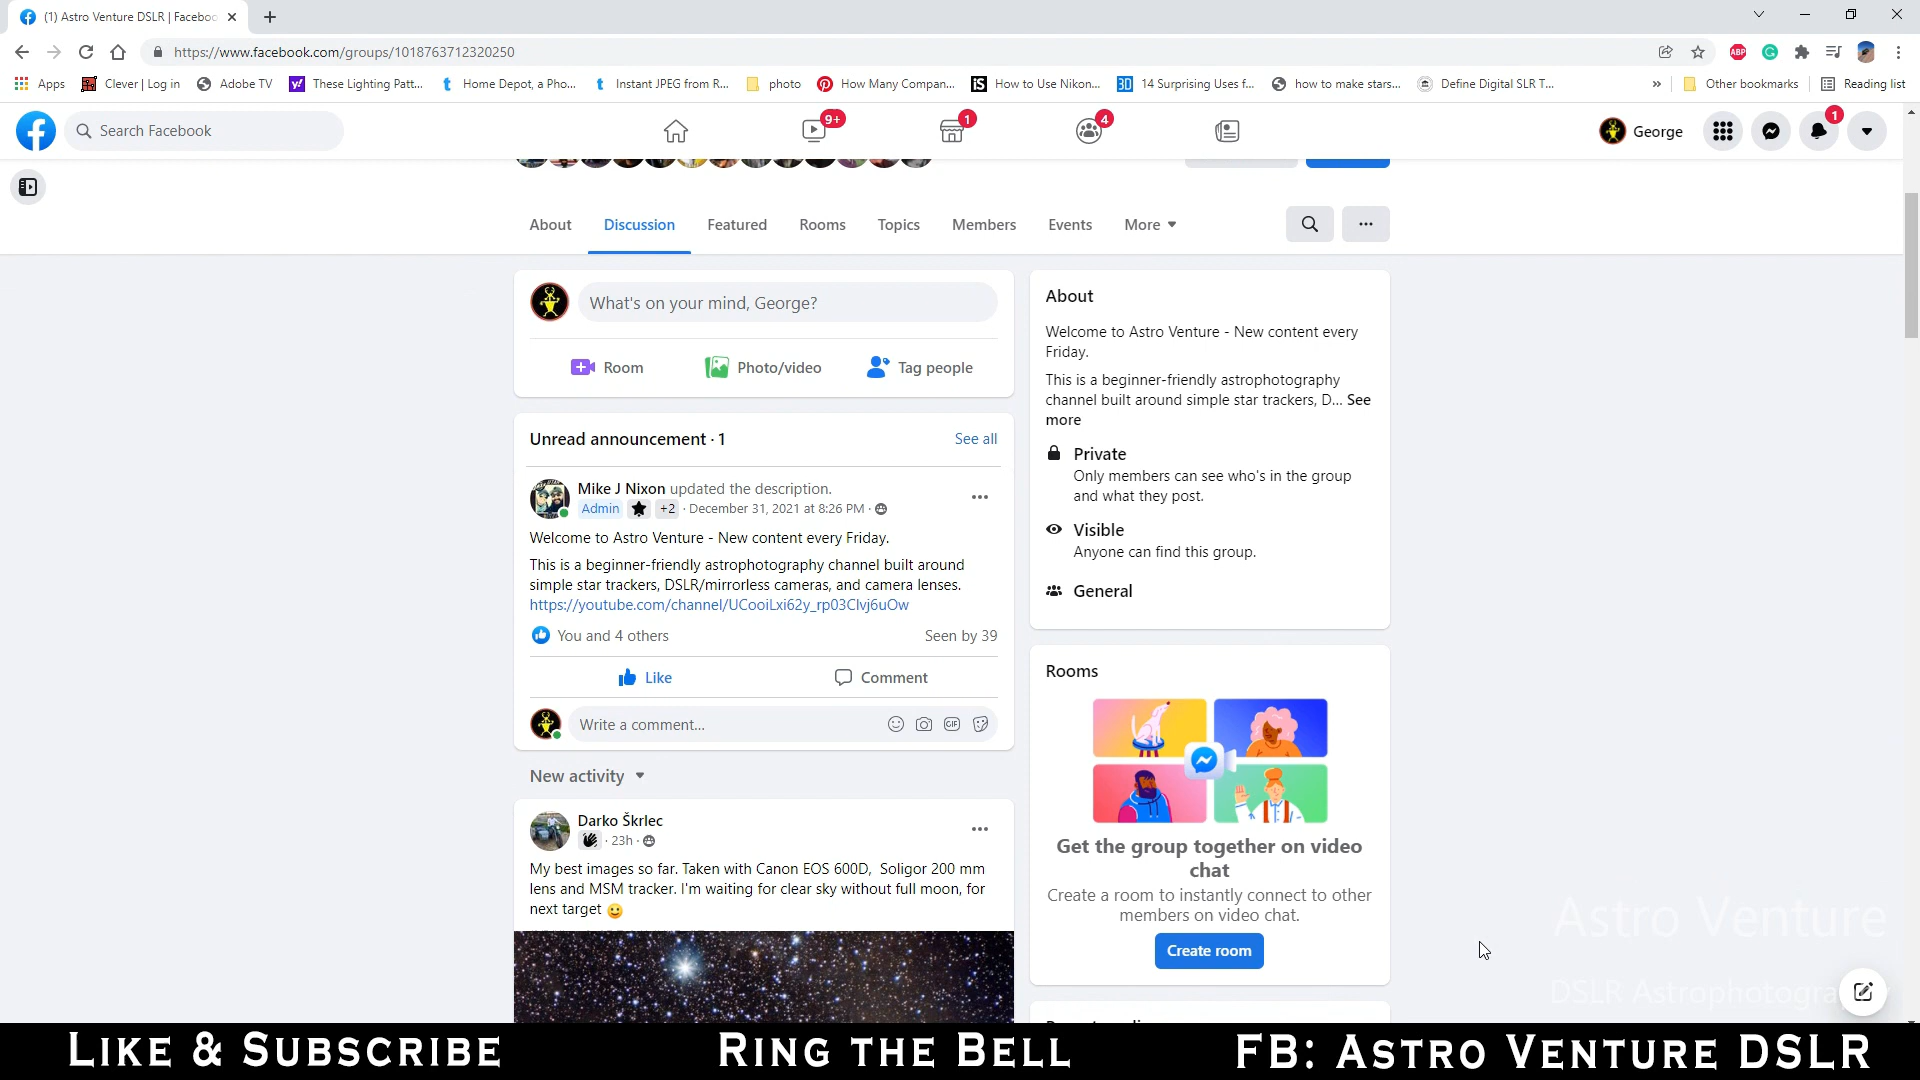 (1) Astro Venture DSLR | Faceboo
https://www.facebook.com/groups/1018763712320250
ABP
Apps
Clever | Log in
Adobe TV
These Lighting Patt...
Home Depot, a Pho...
Instant JPEG from R...
photo
How Many Compan...
How to Use Nikon...
14 Surprising Uses f...
how to make stars...
Define Digital SLR T...
»
Other bookmarks
Reading list
Search Facebook
9+
1
4
George
1
About
Discussion
Featured
Rooms
Topics
Members
Events
More
What's on your mind, George?
Room
Photo/video
Tag people
Unread announcement · 1
See all
Mike J Nixon updated the description.
Admin +2 · December 31, 2021 at 8:26 PM ·
Welcome to Astro Venture - New content every Friday.
This is a beginner-friendly astrophotography channel built around
simple star trackers, DSLR/mirrorless cameras, and camera lenses.
https://youtube.com/channel/UCooiLxi62y_rp03Clvj6uOw
You and 4 others
Seen by 39
Like
Comment
Write a comment...
GIF
New activity
Darko Škrlec
· 23h ·
My best images so far. Taken with Canon EOS 600D, Soligor 200 mm
lens and MSM tracker. I'm waiting for clear sky without full moon, for
next target
About
Welcome to Astro Venture - New content every
Friday.
This is a beginner-friendly astrophotography
channel built around simple star trackers, D... See
more
Private
Only members can see who's in the group
and what they post.
Visible
Anyone can find this group.
General
Rooms
Get the group together on video
chat
Create a room to instantly connect to other
members on video chat.
Create room
Astro Venture
DSLR Astrophotogra
Like & Subscribe
Ring the Bell
FB: Astro Venture DSLR